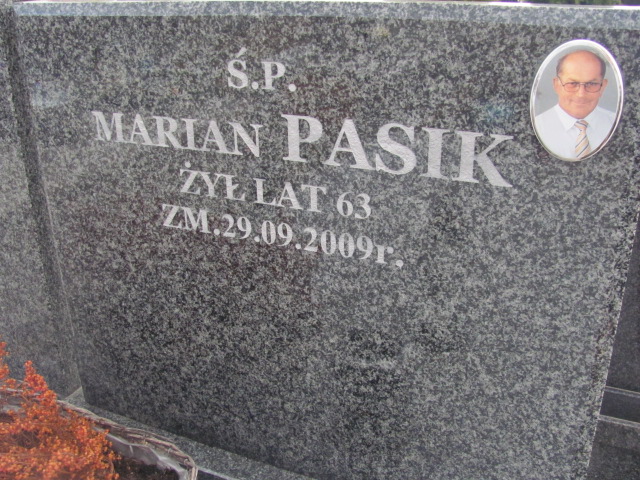 Ś.P.
MARIAN PASIK
ŻYŁ LAT 63
ZM.29.09.2009r.